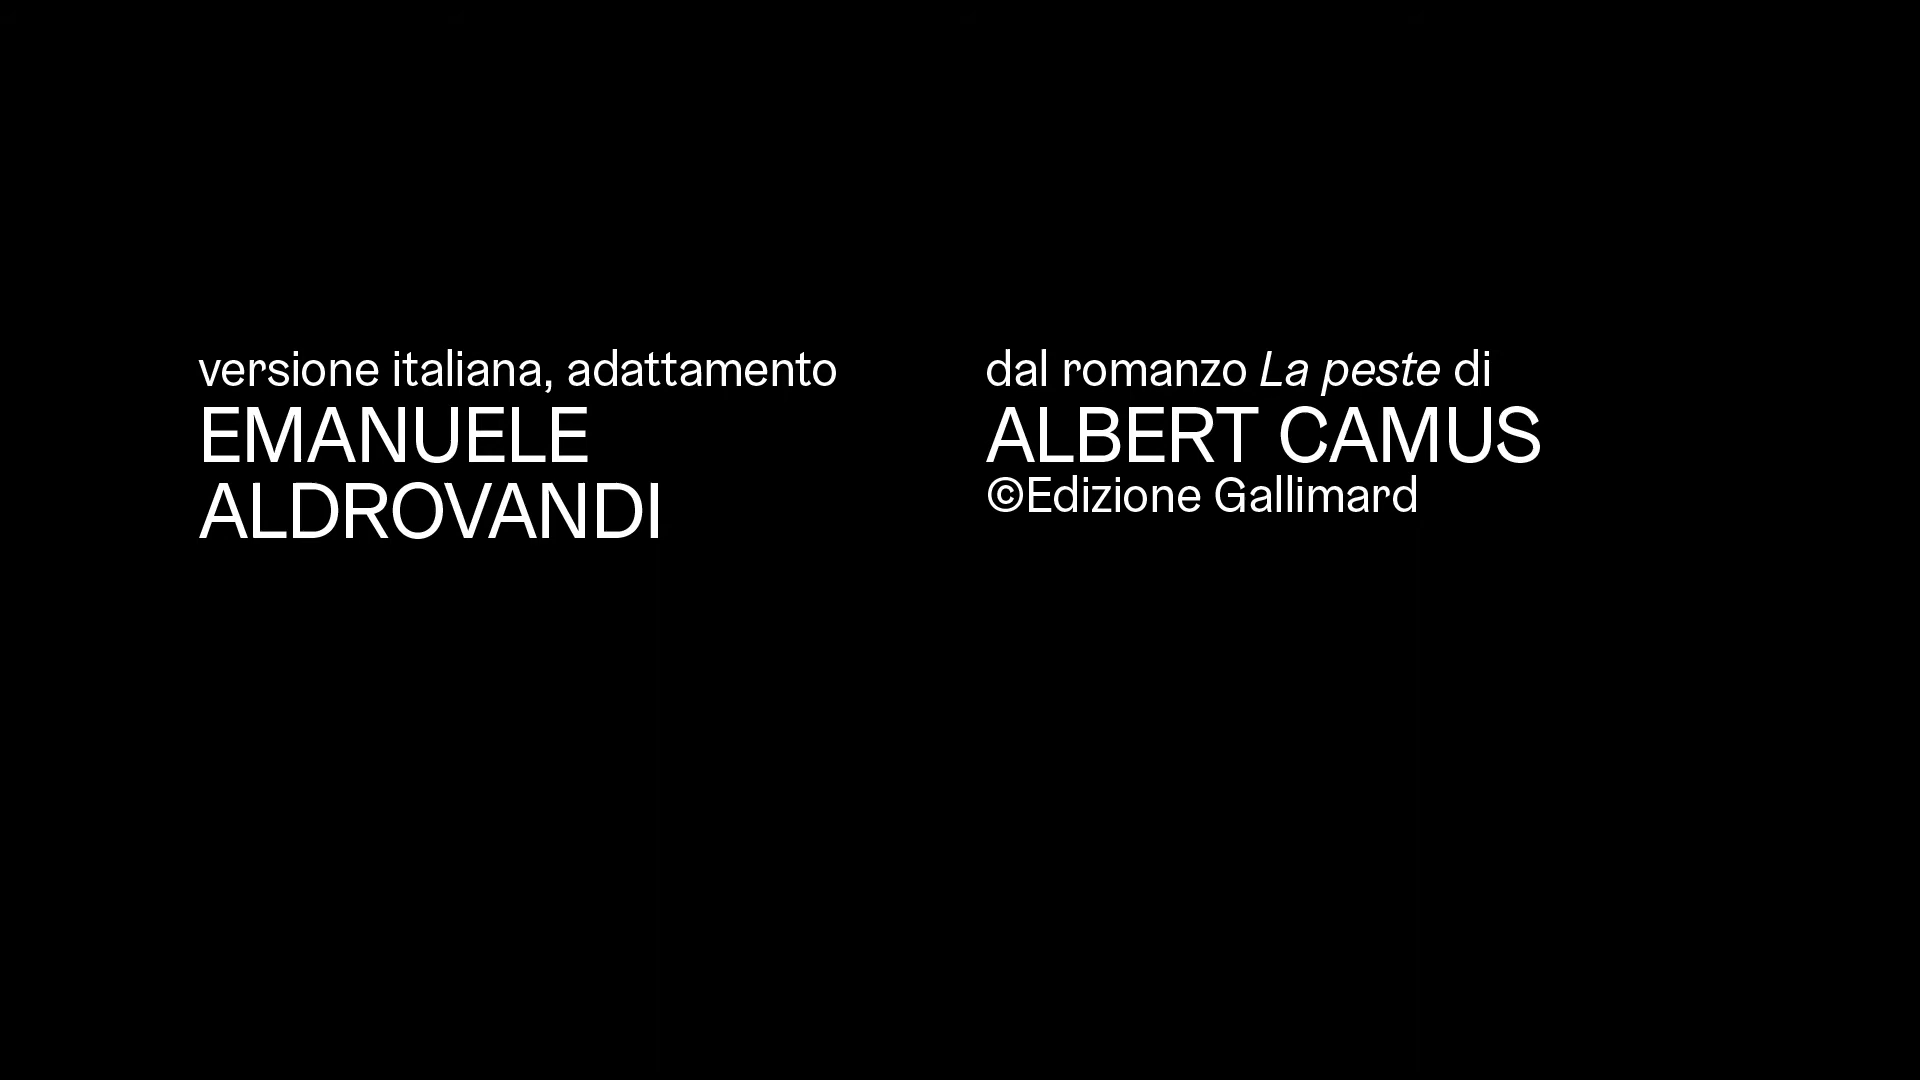 versione italiana, adattamento
EMANUELE
ALDROVANDI
dal romanzo La peste di
ALBERT CAMUS
©Edizione Gallimard